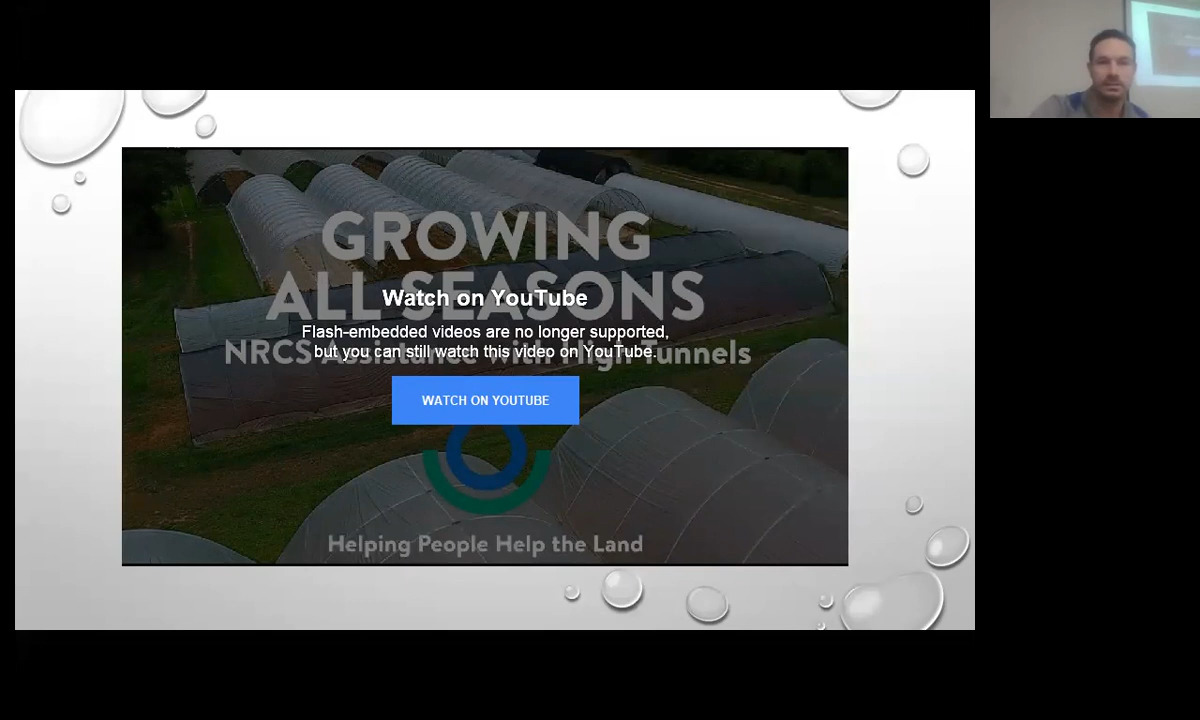 GROWING
ALL SEASONS
Watch on YouTube
Flash-embedded videos are no longer supported,
NRCS Assistance with High Tunnels
but you can still watch this video on YouTube.
WATCH ON YOUTUBE
Helping People Help the Land